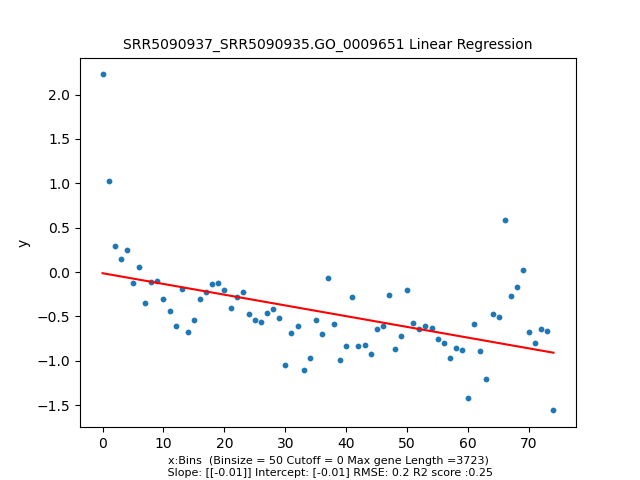 SRR5090937_SRR5090935.GO_0009651 Linear Regression
2.0
1.5
1.0
0.5
0.0
−0.5
−1.0
−1.5
y
0 10 20 30 40 50 60 70
x:Bins  (Binsize = 50 Cutoff = 0 Max gene Length =3723)
Slope: [[-0.01]] Intercept: [-0.01] RMSE: 0.2 R2 score :0.25